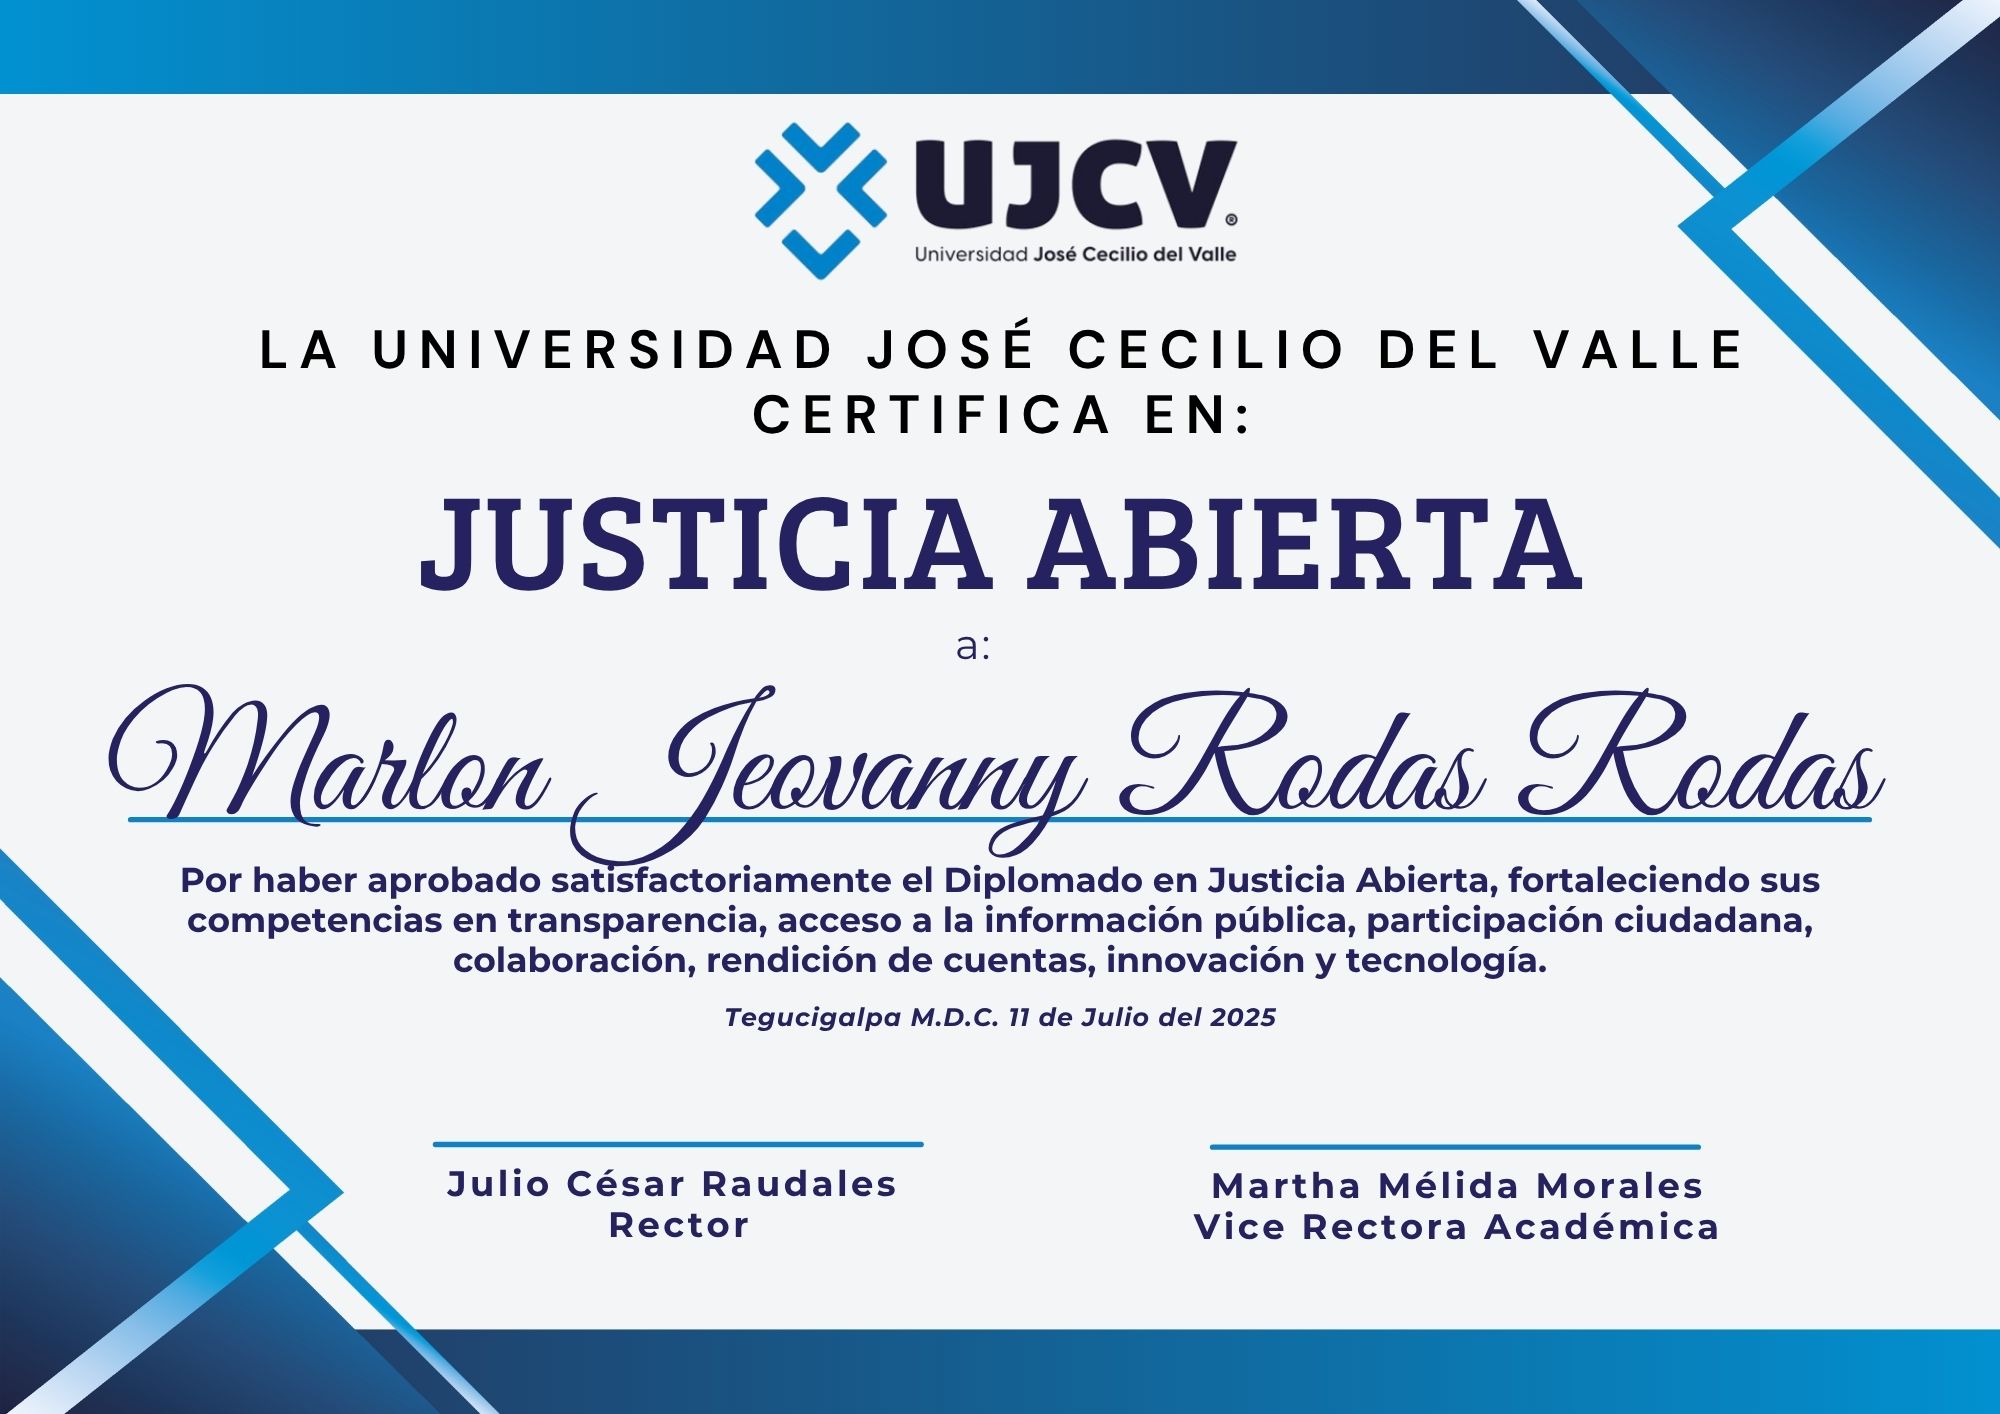 UJCV®
Universidad José Cecilio del Valle
LA UNIVERSIDAD JOSÉ CECILIO DEL VALLE
CERTIFICA EN:
JUSTICIA ABIERTA
a:
Marlon Jeovanny Rodas Rodas
Por haber aprobado satisfactoriamente el Diplomado en Justicia Abierta, fortaleciendo sus
competencias en transparencia, acceso a la información pública, participación ciudadana,
colaboración, rendición de cuentas, innovación y tecnología.
Tegucigalpa M.D.C. 11 de Julio del 2025
Julio César Raudales
Rector
Martha Mélida Morales
Vice Rectora Académica